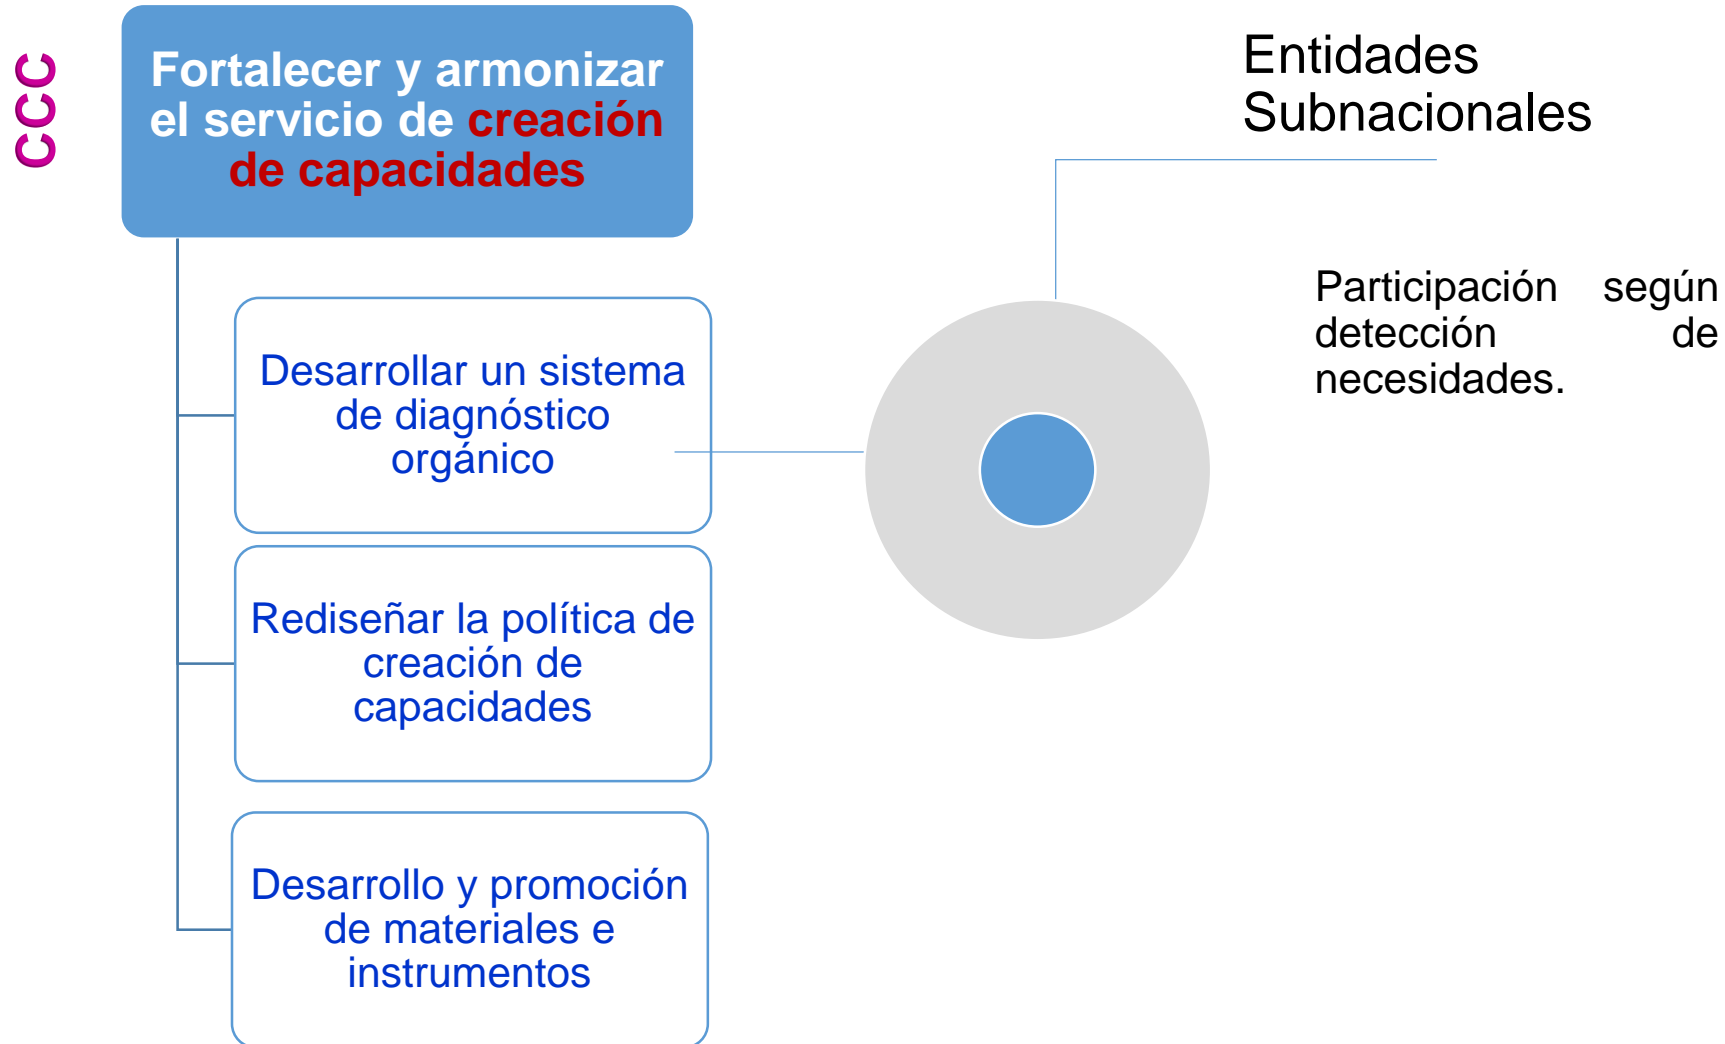 CCC
Fortalecer y armonizar
el servicio de creación
de capacidades
Desarrollar un sistema
de diagnóstico
orgánico
Rediseñar la política de
creación de
capacidades
Desarrollo y promoción
de materiales e
instrumentos
Entidades
Subnacionales
Participación según
detección de
necesidades.